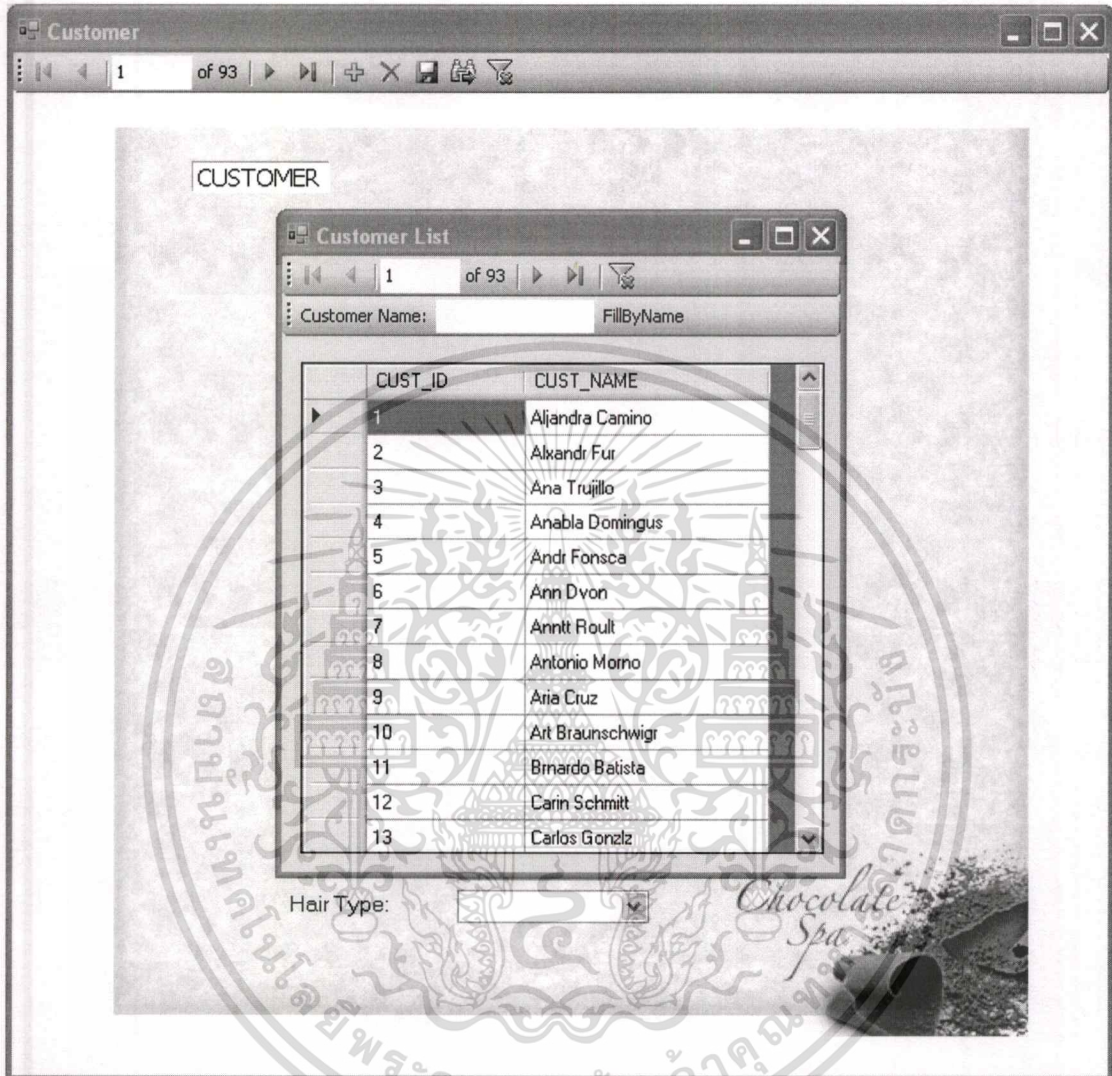 Customer
1 of 93
CUSTOMER
Customer List
1 of 93
Customer Name: FillByName
CUST_ID CUST_NAME
1 Aljandra Camino
2 Alxandr Fur
3 Ana Trujillo
4 Anabla Domingus
5 Andr Fonsca
6 Ann Dvon
7 Anntt Roult
8 Antonio Morno
9 Aria Cruz
10 Art Braunschwigr
11 Brnardo Batista
12 Carin Schmitt
13 Carlos Gonzlz
Hair Type:
Chocolate
Spa